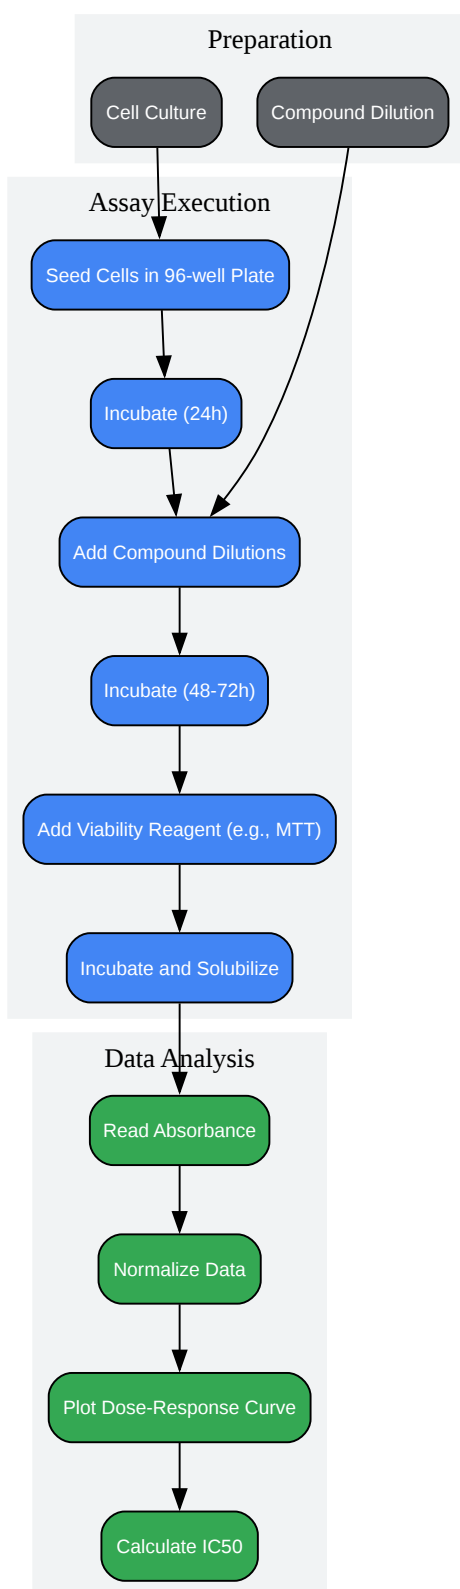 Preparation
Cell Culture
Compound Dilution
Assay Execution
Seed Cells in 96-well Plate
Incubate (24h)
Add Compound Dilutions
Incubate (48-72h)
Add Viability Reagent (e.g., MTT)
Incubate and Solubilize
Data Analysis
Read Absorbance
Normalize Data
Plot Dose-Response Curve
Calculate IC50